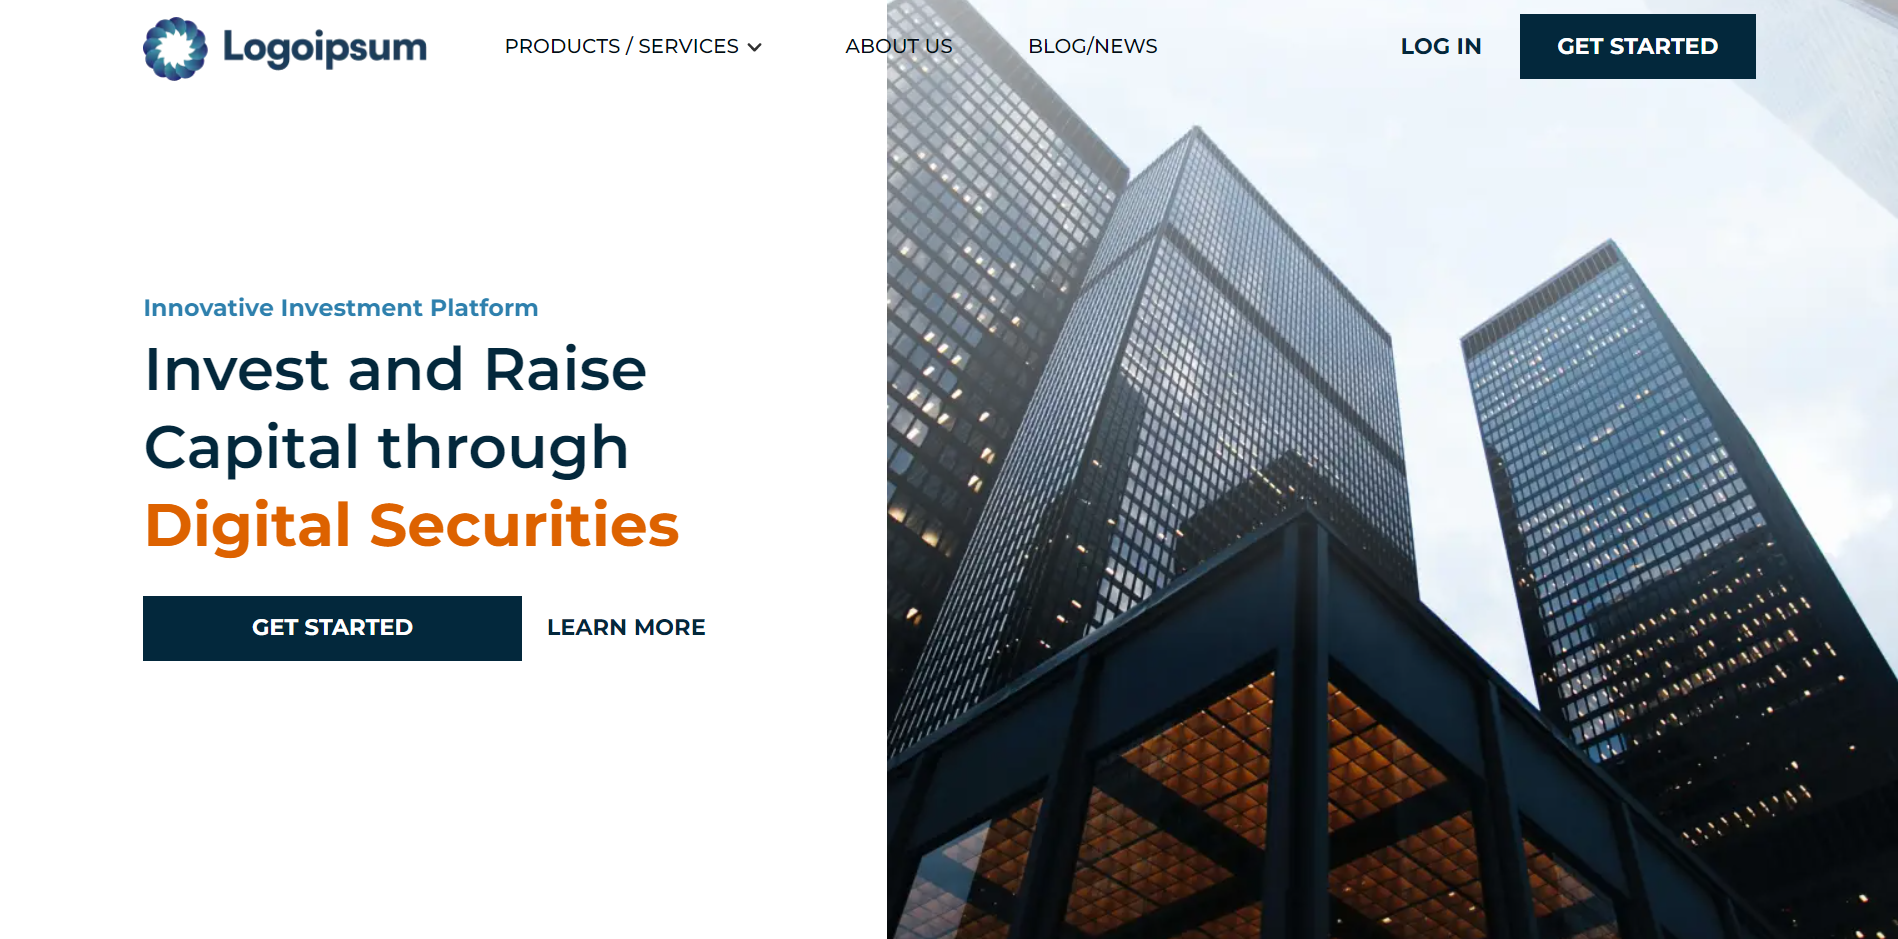 Logoipsum
PRODUCTS / SERVICES
ABOUT US
BLOG/NEWS
LOG IN
GET STARTED
Innovative Investment Platform
Invest and Raise
Capital through
Digital Securities
GET STARTED
LEARN MORE